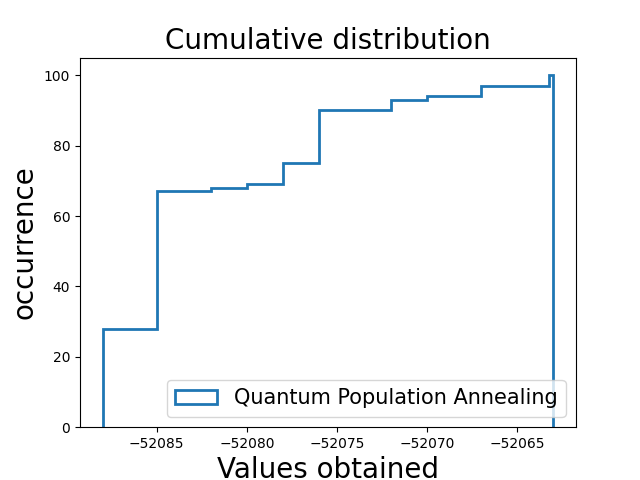 Cumulative distribution
100
80
60
40
20
0
occurrence
Quantum Population Annealing
−52085 −52080 −52075 −52070 −52065
Values obtained